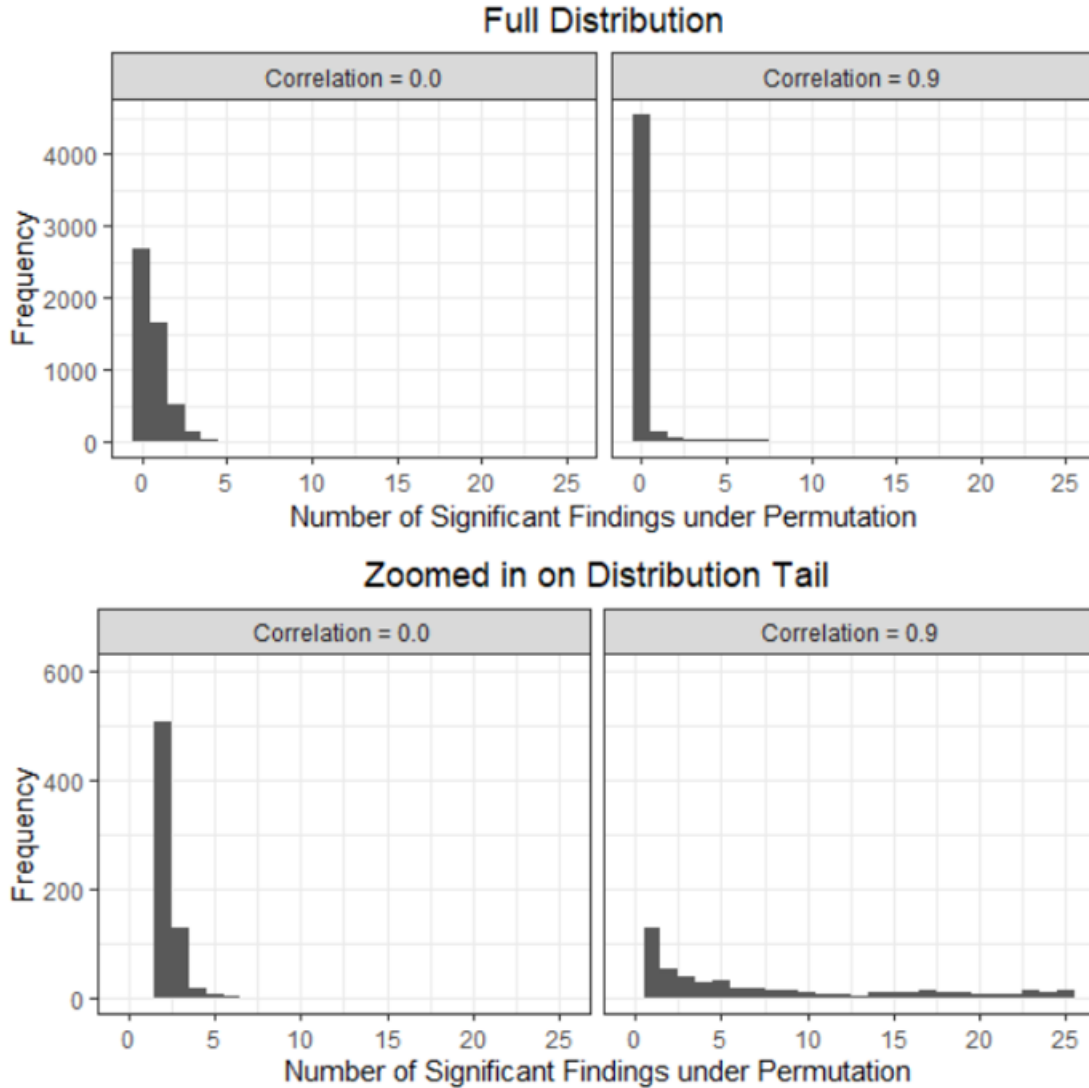 Full Distribution
Correlation = 0.0
Correlation = 0.9
Frequency
4000
3000
2000
1000
0
0 5 10 15 20 25
0 5 10 15 20 25
Number of Significant Findings under Permutation
Zoomed in on Distribution Tail
Correlation = 0.0
Correlation = 0.9
Frequency
600
400
200
0
0 5 10 15 20 25
0 5 10 15 20 25
Number of Significant Findings under Permutation